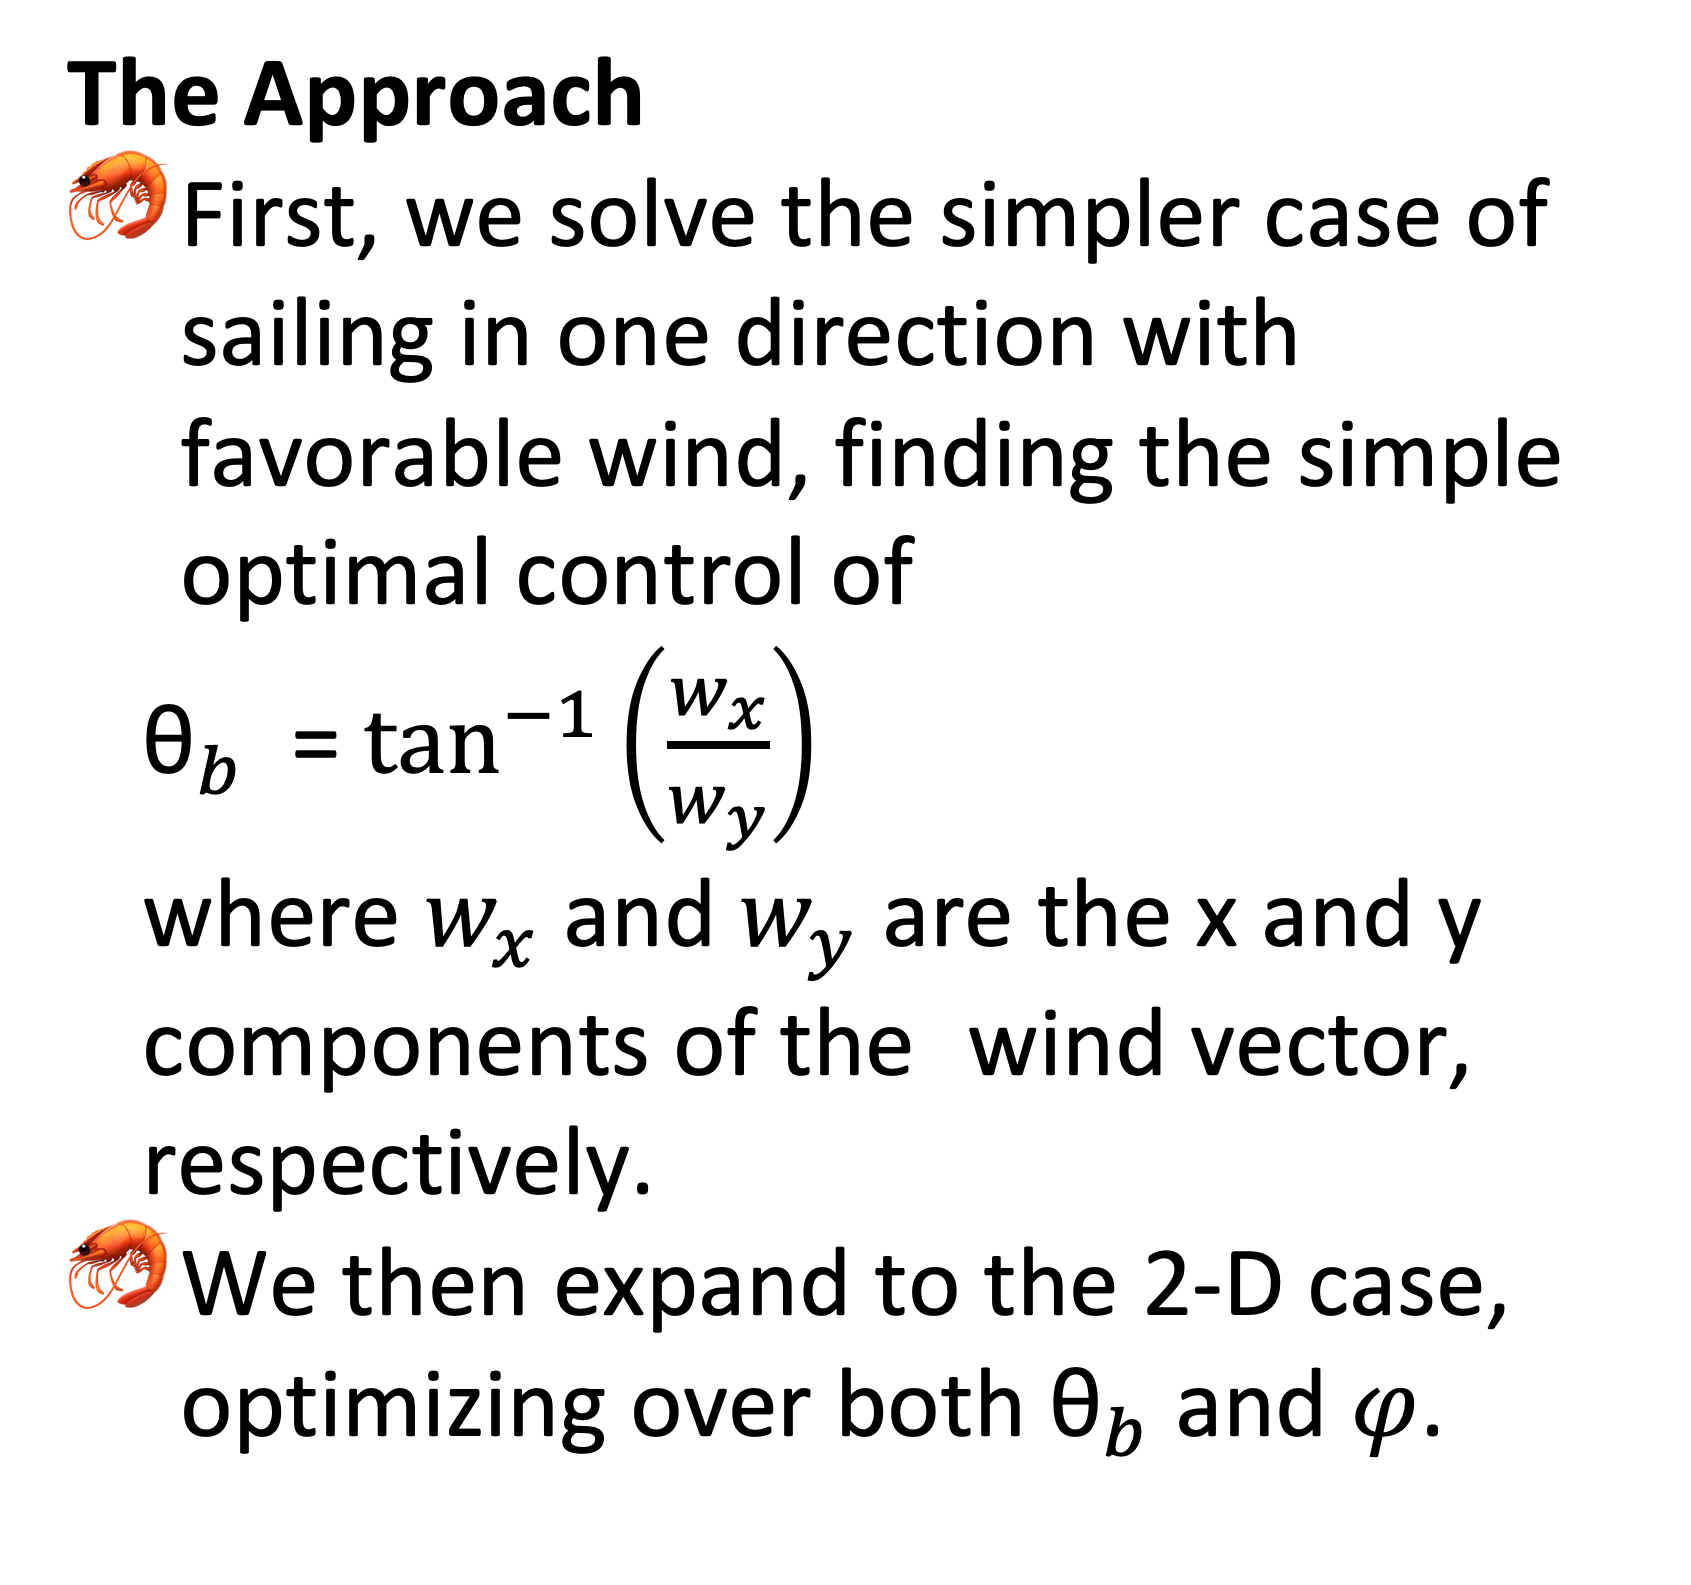 The Approach
🦐First, we solve the simpler case of
sailing in one direction with
favorable wind, finding the simple
optimal control of
θ_b = tan⁻¹ (w_x / w_y)
where w_x and w_y are the x and y
components of the  wind vector,
respectively.
🦐We then expand to the 2-D case,
optimizing over both θ_b and φ.